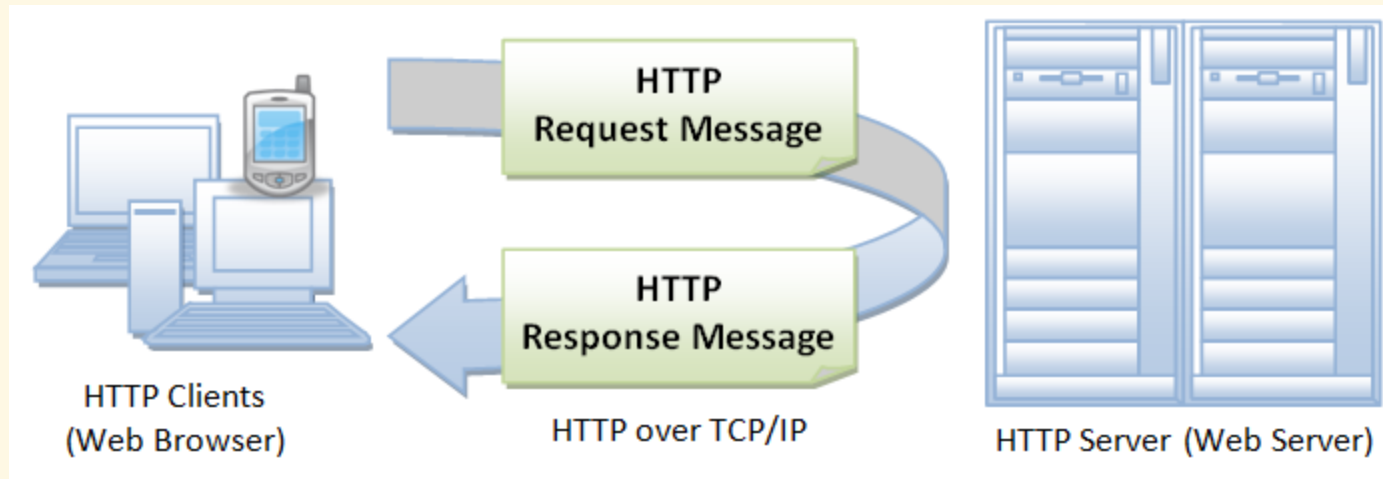 HTTP
Request Message
HTTP
Response Message
HTTP Clients
(Web Browser)
HTTP over TCP/IP
HTTP Server (Web Server)